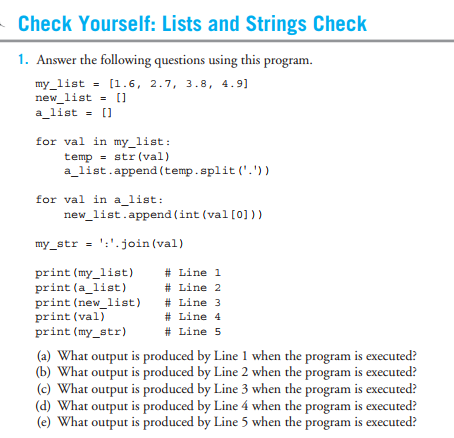 Check Yourself: Lists and Strings Check
1. Answer the following questions using this program.
my_list = [1.6, 2.7, 3.8, 4.9]
new_list = []
a_list = []
for val in my_list:
    temp = str(val)
    a_list.append(temp.split('.'))
for val in a_list:
    new_list.append(int(val[0]))
my_str = ':'.join(val)
print(my_list)    # Line 1
print(a_list)     # Line 2
print(new_list)   # Line 3
print(val)        # Line 4
print(my_str)     # Line 5
(a) What output is produced by Line 1 when the program is executed?
(b) What output is produced by Line 2 when the program is executed?
(c) What output is produced by Line 3 when the program is executed?
(d) What output is produced by Line 4 when the program is executed?
(e) What output is produced by Line 5 when the program is executed?